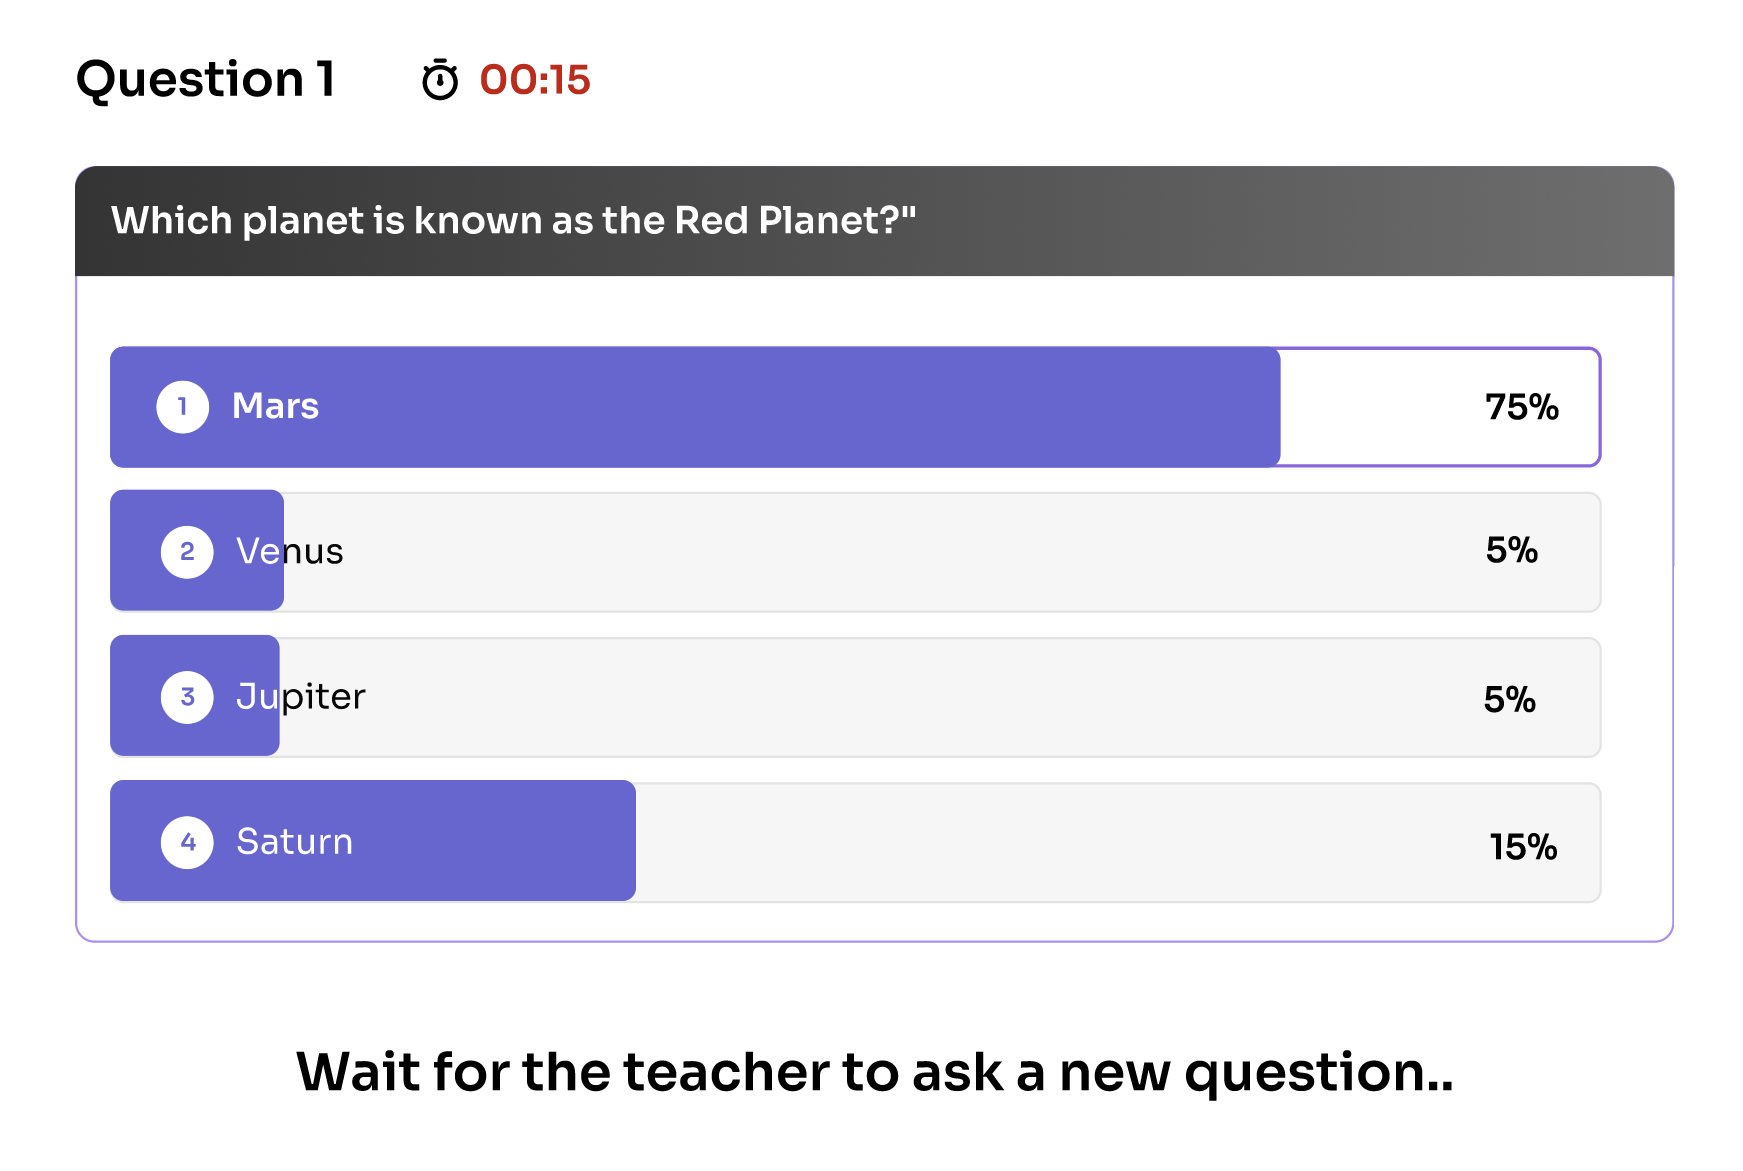 Question 1 00:15
Which planet is known as the Red Planet?"
1 Mars 75%
2 Venus 5%
3 Jupiter 5%
4 Saturn 15%
Wait for the teacher to ask a new question..